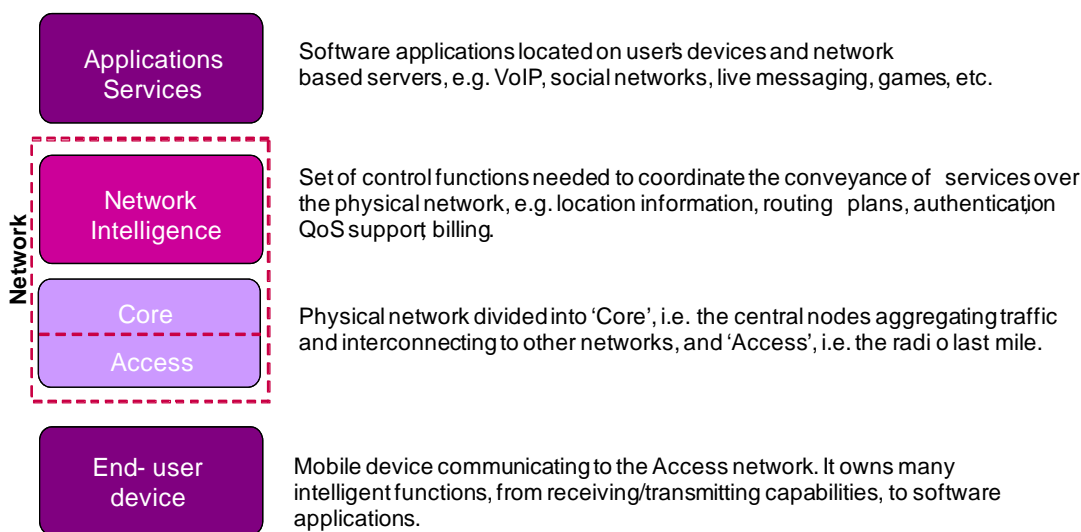 Applications
Services
Software applications located on user's devices and network
based servers, e.g. VoIP, social networks, live messaging, games, etc.
Network
Network
Intelligence
Set of control functions needed to coordinate the conveyance of services over
the physical network, e.g. location information, routing plans, authentication,
QoS support, billing.
Core
Access
Physical network divided into ‘Core’, i.e. the central nodes aggregating traffic
and interconnecting to other networks, and ‘Access’, i.e. the radi o last mile.
End- user
device
Mobile device communicating to the Access network. It owns many
intelligent functions, from receiving/transmitting capabilities, to software
applications.